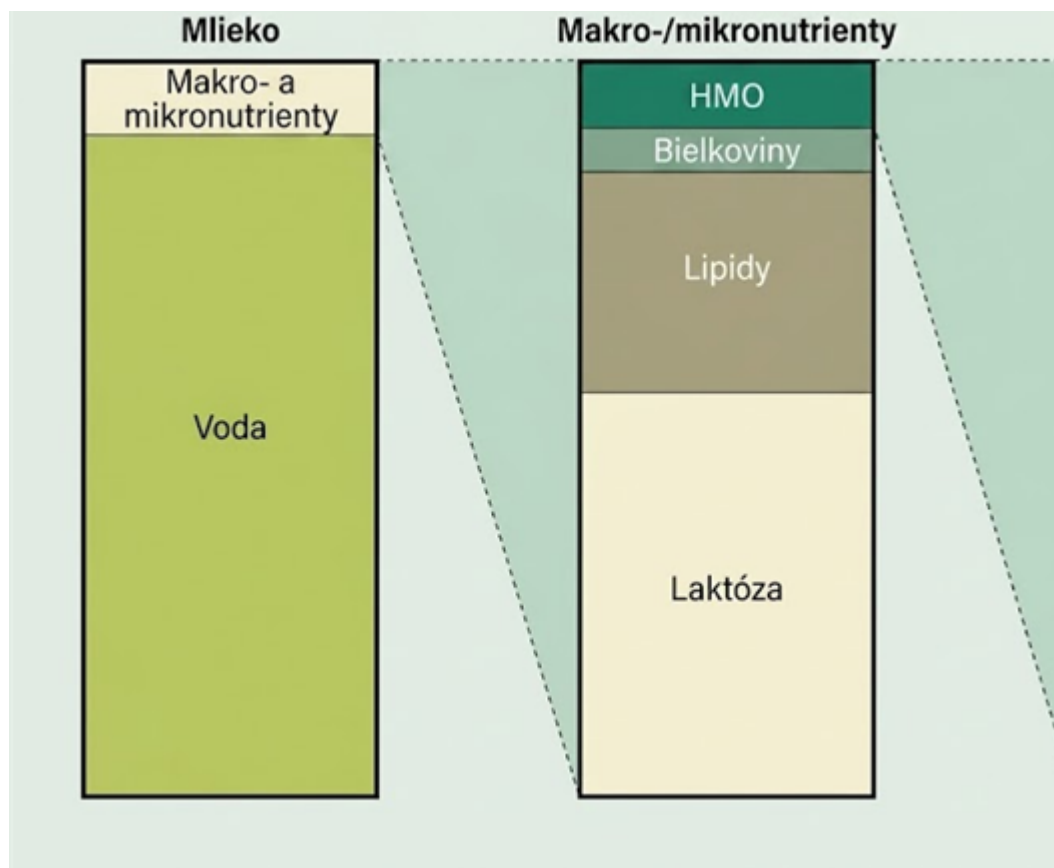 Mlieko
Makro- a
mikronutrienty
Voda
Makro-/mikronutrienty
HMO
Bielkoviny
Lipidy
Laktóza